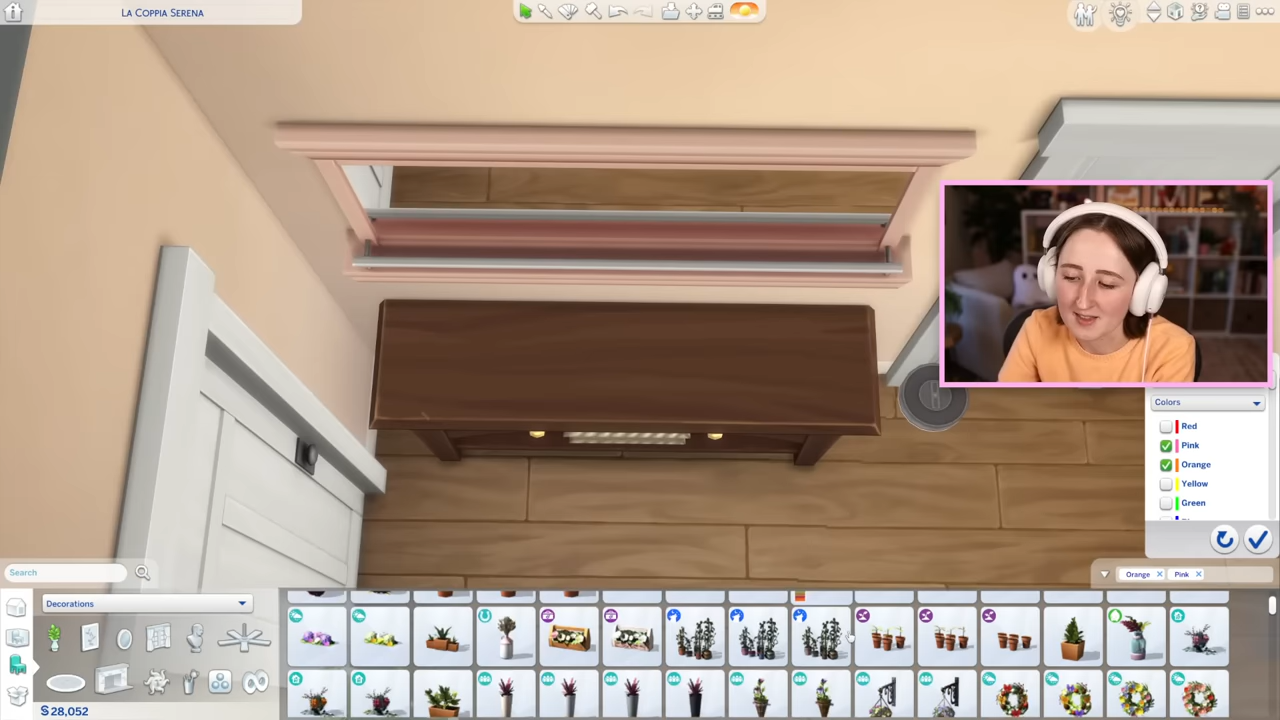 LA COPPIA SERENA
Colors
Red
Pink
Orange
Yellow
Green
Search
Orange
Pink
Decorations
§28,052